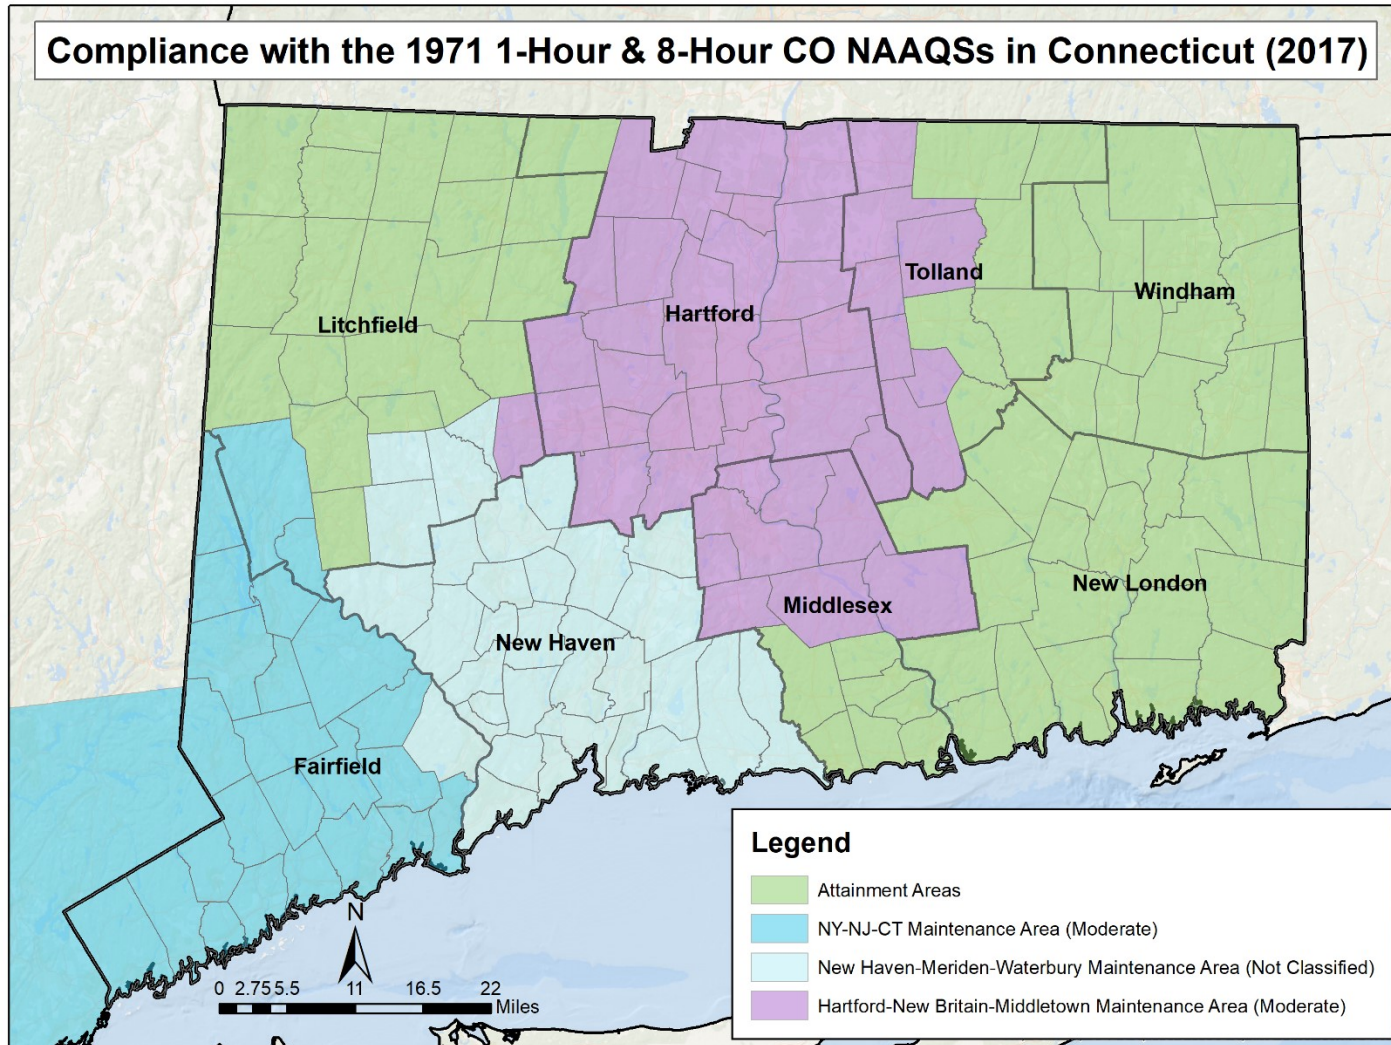 Compliance with the 1971 1-Hour & 8-Hour CO NAAQSs in Connecticut (2017)
Tolland
Windham
Hartford
Litchfield
New London
Middlesex
New Haven
Fairfield
N
0 2.75 5.5 11 16.5 22
Miles
Legend
Attainment Areas
NY-NJ-CT Maintenance Area (Moderate)
New Haven-Meriden-Waterbury Maintenance Area (Not Classified)
Hartford-New Britain-Middletown Maintenance Area (Moderate)